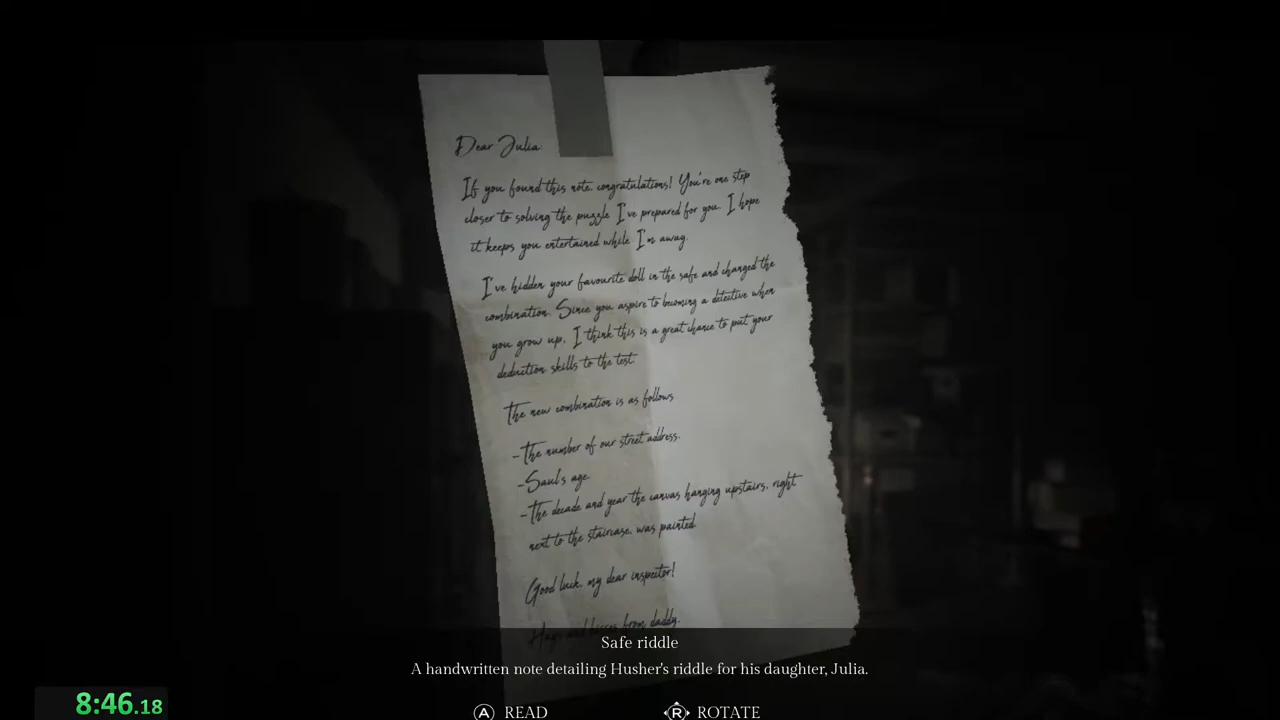 Dear Julia:
If you found this note, congratulations! You're one step
closer to solving the puzzle I've prepared for you. I hope
it keeps you entertained while I'm away.
I've hidden your favourite doll in the safe and changed the
combination. Since you aspire to becoming a detective when
you grow up, I think this is a great chance to put your
deduction skills to the test.
The new combination is as follows
-The number of our street address.
-Saul's age.
-The decade and year the canvas hanging upstairs, right
next to the staircase, was painted.
Good luck, my dear inspector!
Hugs and kisses from daddy.
Safe riddle
A handwritten note detailing Husher's riddle for his daughter, Julia.
8:46.18
A READ
R ROTATE